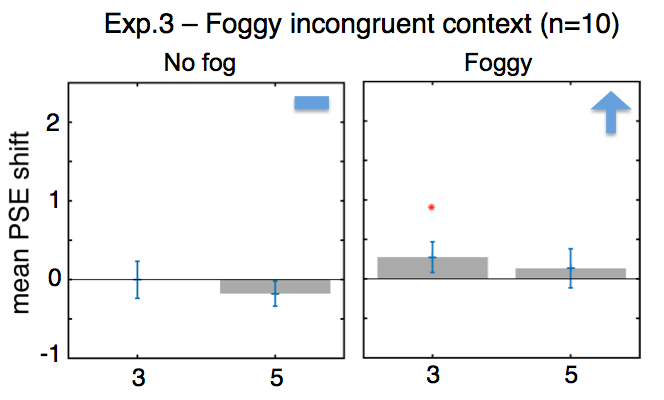 Exp.3 – Foggy incongruent context (n=10)
No fog
Foggy
mean PSE shift
2
1
0
-1
3
5
3
5